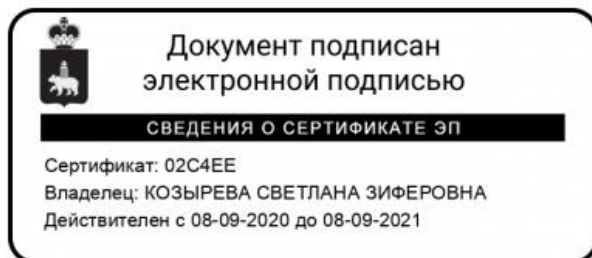 Документ подписан
электронной подписью
СВЕДЕНИЯ О СЕРТИФИКАТЕ ЭП
Сертификат: 02C4EE
Владелец: КОЗЫРЕВА СВЕТЛАНА ЗИФЕРОВНА
Действителен с 08-09-2020 до 08-09-2021